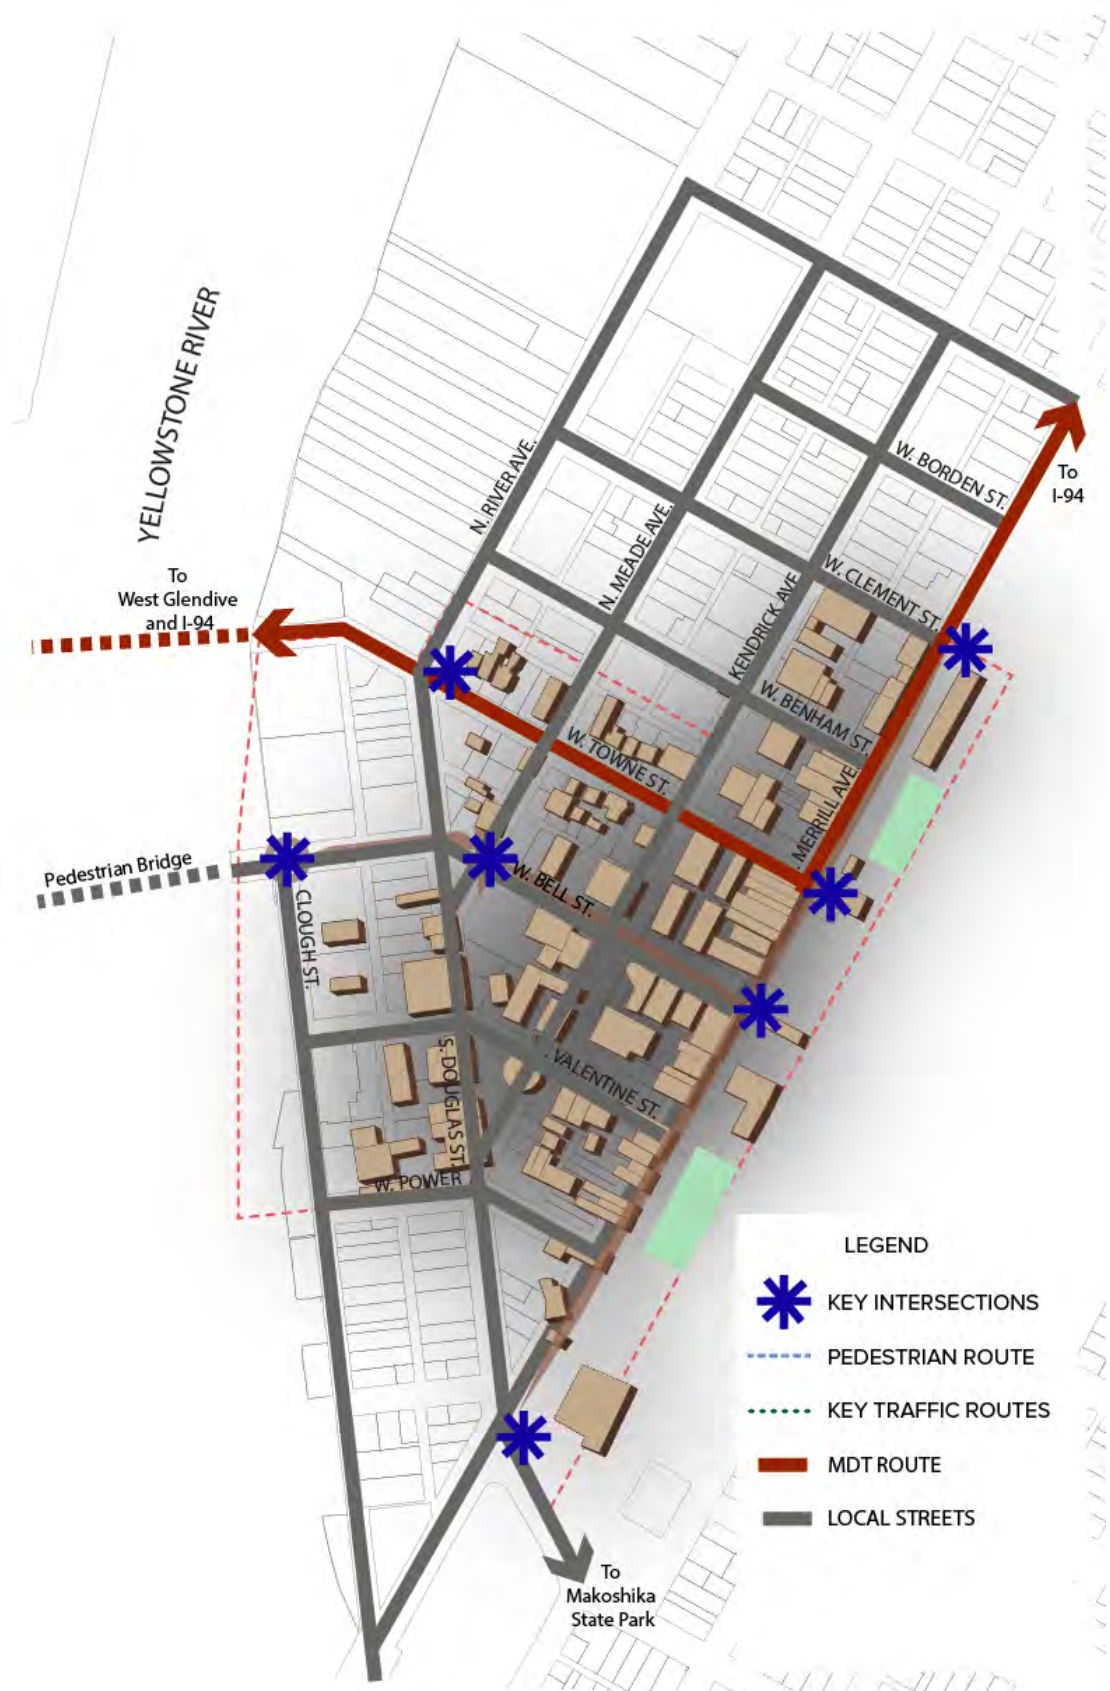 YELLOWSTONE RIVER
N. RIVER AVE.
N. MEADE AVE.
KENDRICK AVE
W. BORDEN ST.
To
I-94
W. CLEMENT ST.
To
West Glendive
and I-94
W. BENHAM ST.
W. TOWNE ST.
MERRILL AVE.
Pedestrian Bridge
W. BELL ST.
CLOUGH ST.
S. DOUGLAS ST.
VALENTINE ST.
W. POWER
LEGEND
KEY INTERSECTIONS
PEDESTRIAN ROUTE
KEY TRAFFIC ROUTES
MDT ROUTE
LOCAL STREETS
To
Makoshika
State Park